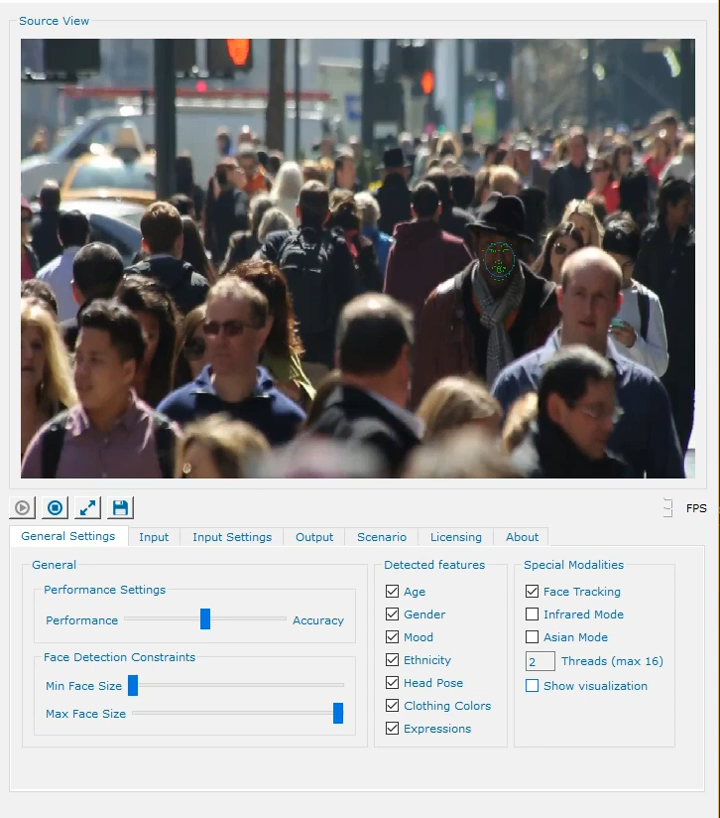 Source View
FPS
General Settings
Input
Input Settings
Output
Scenario
Licensing
About
General
Performance Settings
Performance
Accuracy
Face Detection Constraints
Min Face Size
Max Face Size
Detected features
Age
Gender
Mood
Ethnicity
Head Pose
Clothing Colors
Expressions
Special Modalities
Face Tracking
Infrared Mode
Asian Mode
2 Threads (max 16)
Show visualization